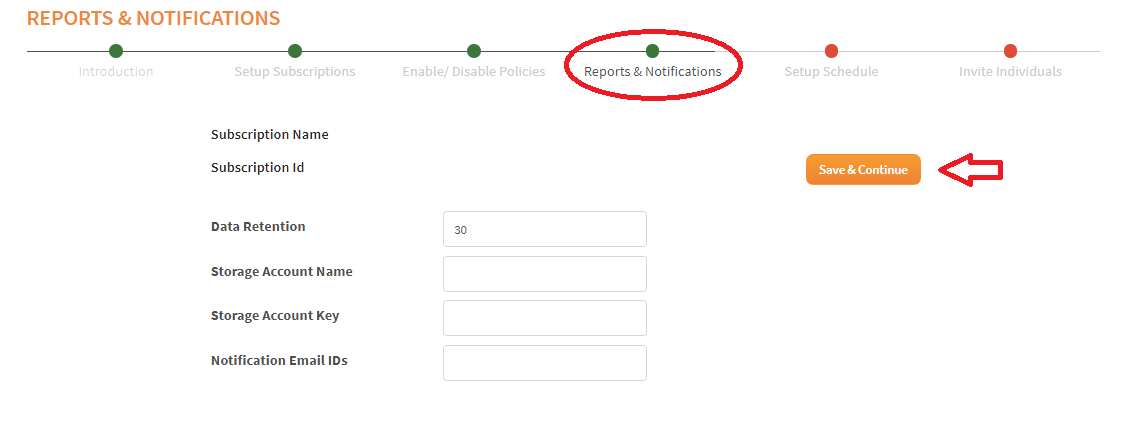 REPORTS & NOTIFICATIONS
Introduction
Setup Subscriptions
Enable/ Disable Policies
Reports & Notifications
Setup Schedule
Invite Individuals
Subscription Name
Subscription Id
Save & Continue
Data Retention
30
Storage Account Name
Storage Account Key
Notification Email IDs